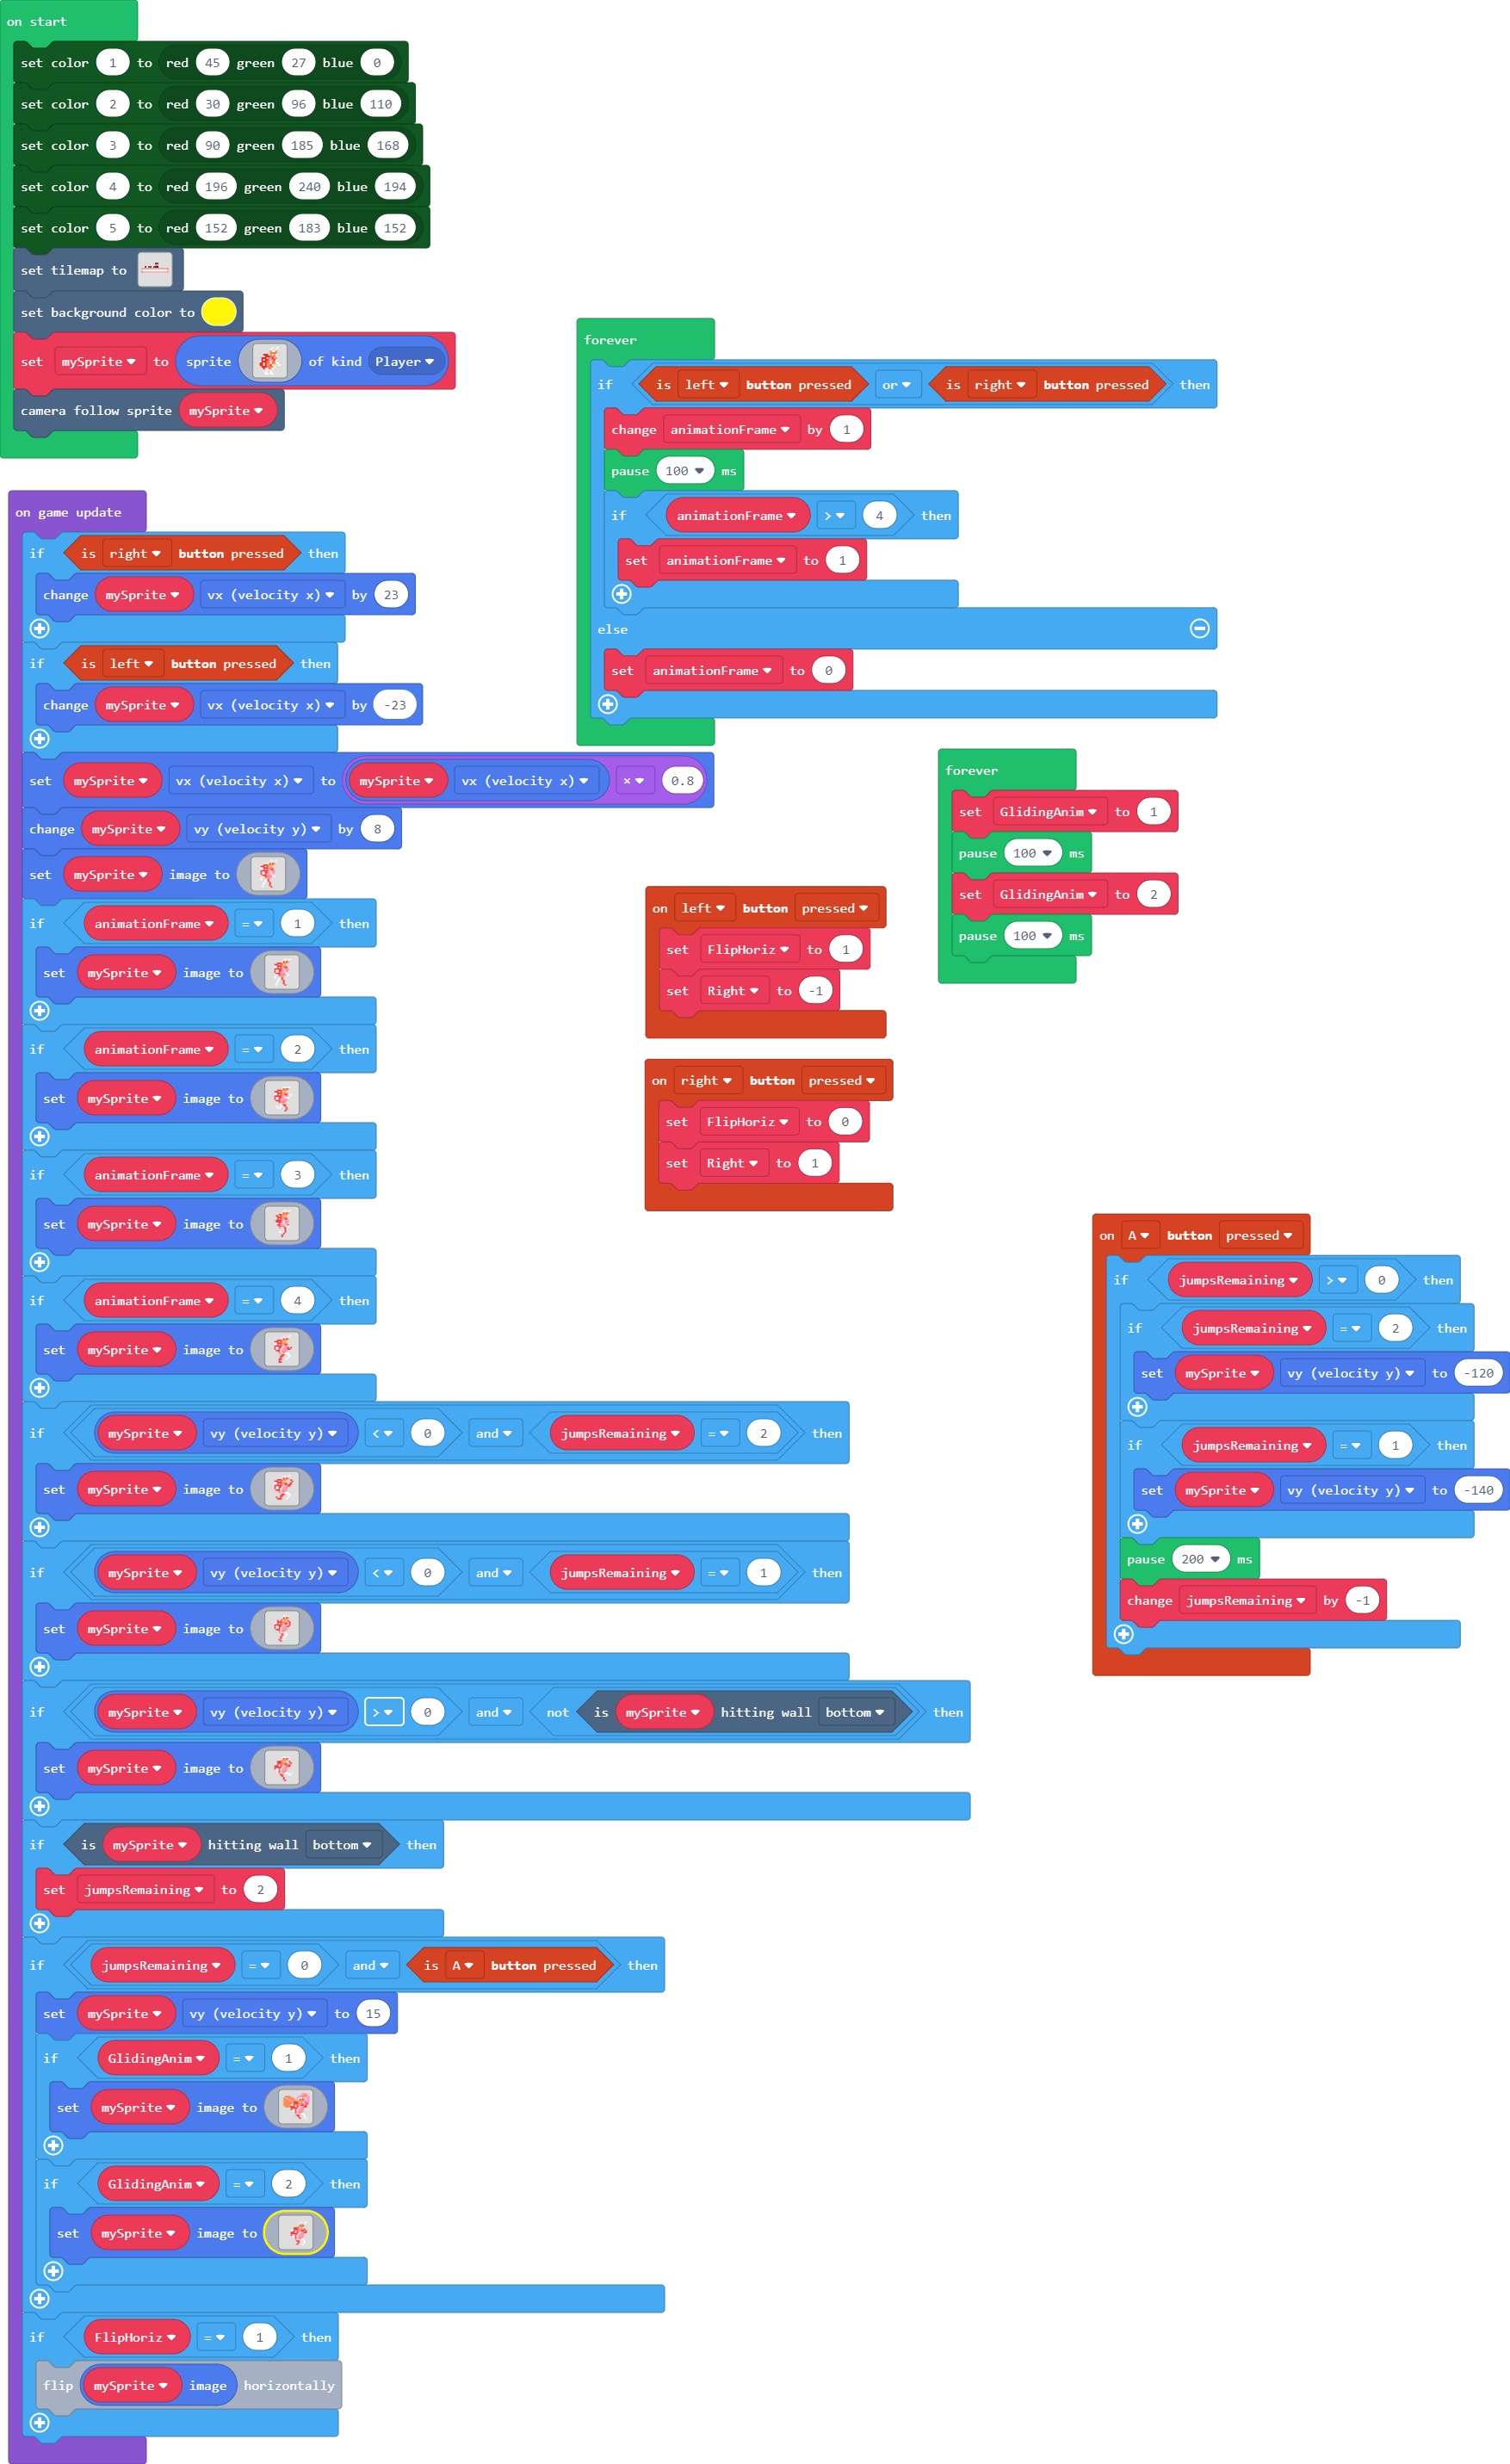 on start
set color 1 to red 45 green 27 blue 0
set color 2 to red 30 green 96 blue 110
set color 3 to red 90 green 185 blue 168
set color 4 to red 196 green 240 blue 194
set color 5 to red 152 green 183 blue 152
set tilemap to
set background color to
set mySprite to sprite of kind Player
camera follow sprite mySprite
on game update
if is right button pressed then
change mySprite vx (velocity x) by 23
if is left button pressed then
change mySprite vx (velocity x) by -23
set mySprite vx (velocity x) to mySprite vx (velocity x) × 0.8
change mySprite vy (velocity y) by 8
set mySprite image to
if animationFrame = 1 then
set mySprite image to
if animationFrame = 2 then
set mySprite image to
if animationFrame = 3 then
set mySprite image to
if animationFrame = 4 then
set mySprite image to
if mySprite vy (velocity y) < 0 and jumpsRemaining = 2 then
set mySprite image to
if mySprite vy (velocity y) < 0 and jumpsRemaining = 1 then
set mySprite image to
if mySprite vy (velocity y) > 0 and not is mySprite hitting wall bottom then
set mySprite image to
if is mySprite hitting wall bottom then
set jumpsRemaining to 2
if jumpsRemaining = 0 and is A button pressed then
set mySprite vy (velocity y) to 15
if GlidingAnim = 1 then
set mySprite image to
if GlidingAnim = 2 then
set mySprite image to
if FlipHoriz = 1 then
flip mySprite image horizontally
forever
if is left button pressed or is right button pressed then
change animationFrame by 1
pause 100 ms
if animationFrame > 4 then
set animationFrame to 1
else
set animationFrame to 0
forever
set GlidingAnim to 1
pause 100 ms
set GlidingAnim to 2
pause 100 ms
on left button pressed
set FlipHoriz to 1
set Right to -1
on right button pressed
set FlipHoriz to 0
set Right to 1
on A button pressed
if jumpsRemaining > 0 then
if jumpsRemaining = 2 then
set mySprite vy (velocity y) to -120
if jumpsRemaining = 1 then
set mySprite vy (velocity y) to -140
pause 200 ms
change jumpsRemaining by -1